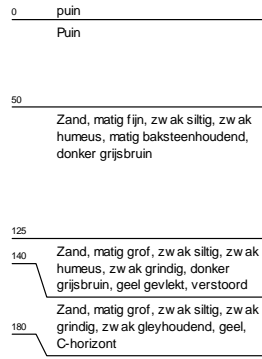 0 puin
Puin
50
Zand, matig fijn, zwak siltig, zwak
humeus, matig baksteenhoudend,
donker grijsbruin
125
140 Zand, matig grof, zwak siltig, zwak
humeus, zwak grindig, donker
grijsbruin, geel gevlekt, verstoord
Zand, matig grof, zwak siltig, zwak
180 grindig, zwak gleyhoudend, geel,
C-horizont